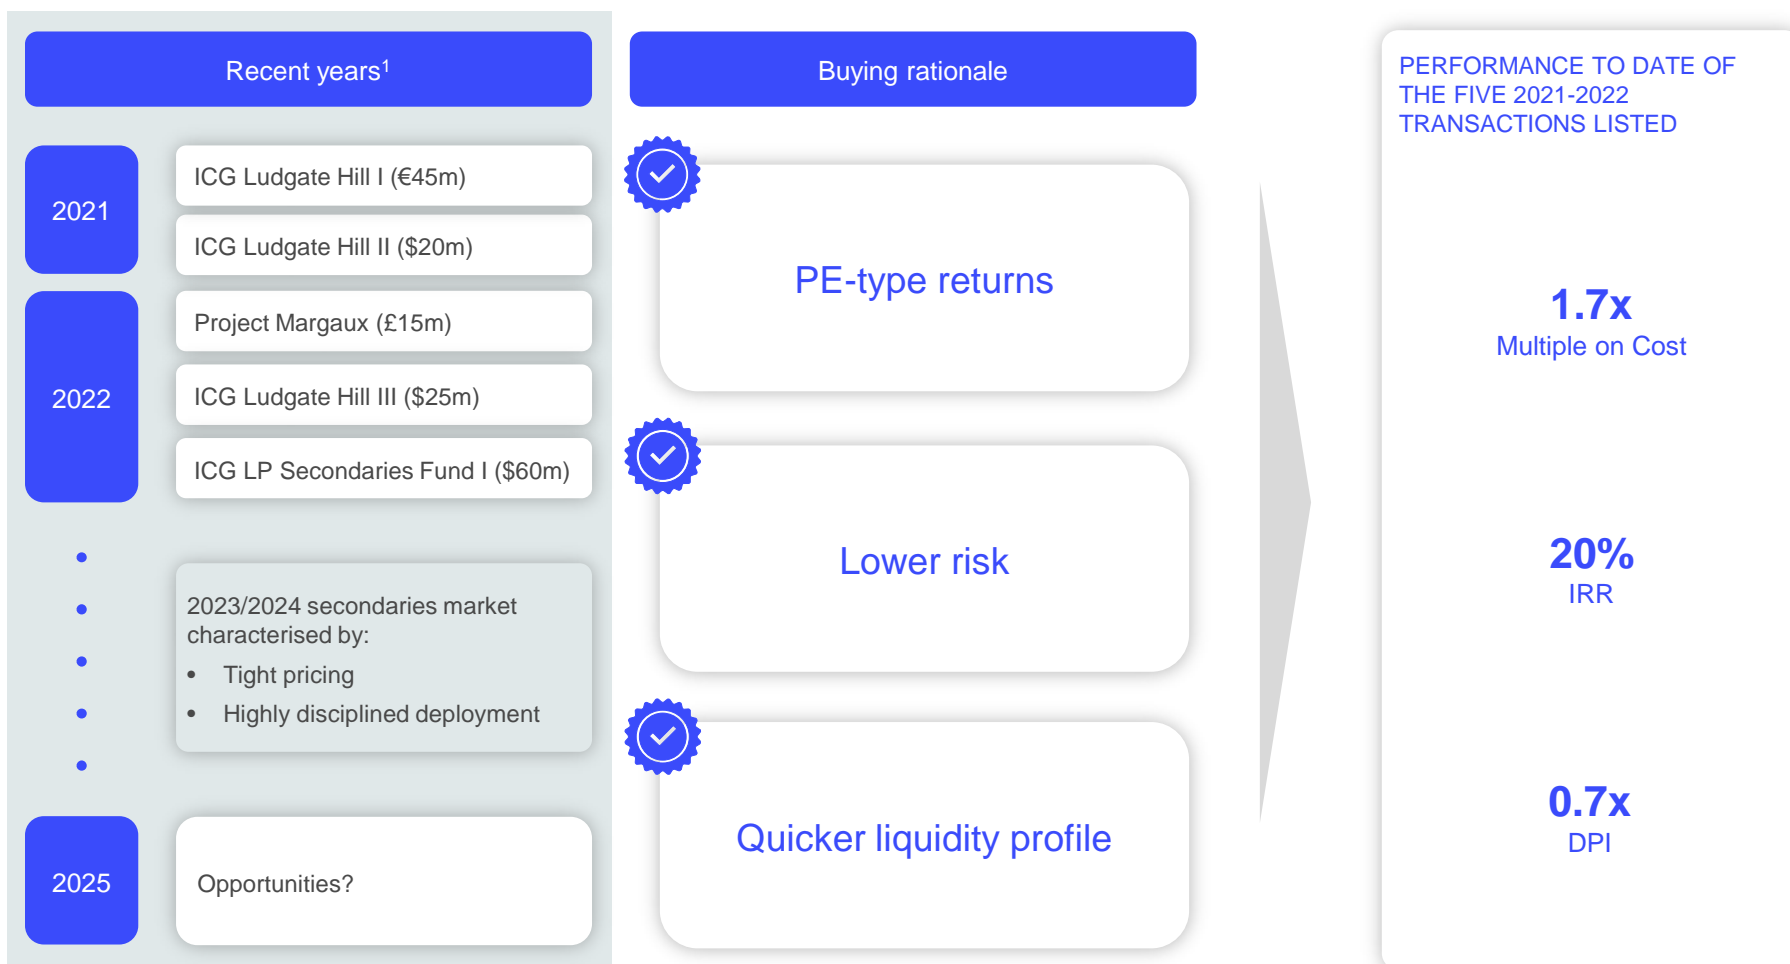 Recent years¹
2021
ICG Ludgate Hill I (€45m)
ICG Ludgate Hill II ($20m)
2022
Project Margaux (£15m)
ICG Ludgate Hill III ($25m)
ICG LP Secondaries Fund I ($60m)
2023/2024 secondaries market
characterised by:
• Tight pricing
• Highly disciplined deployment
2025
Opportunities?
Buying rationale
PE-type returns
Lower risk
Quicker liquidity profile
PERFORMANCE TO DATE OF
THE FIVE 2021-2022
TRANSACTIONS LISTED
1.7x
Multiple on Cost
20%
IRR
0.7x
DPI